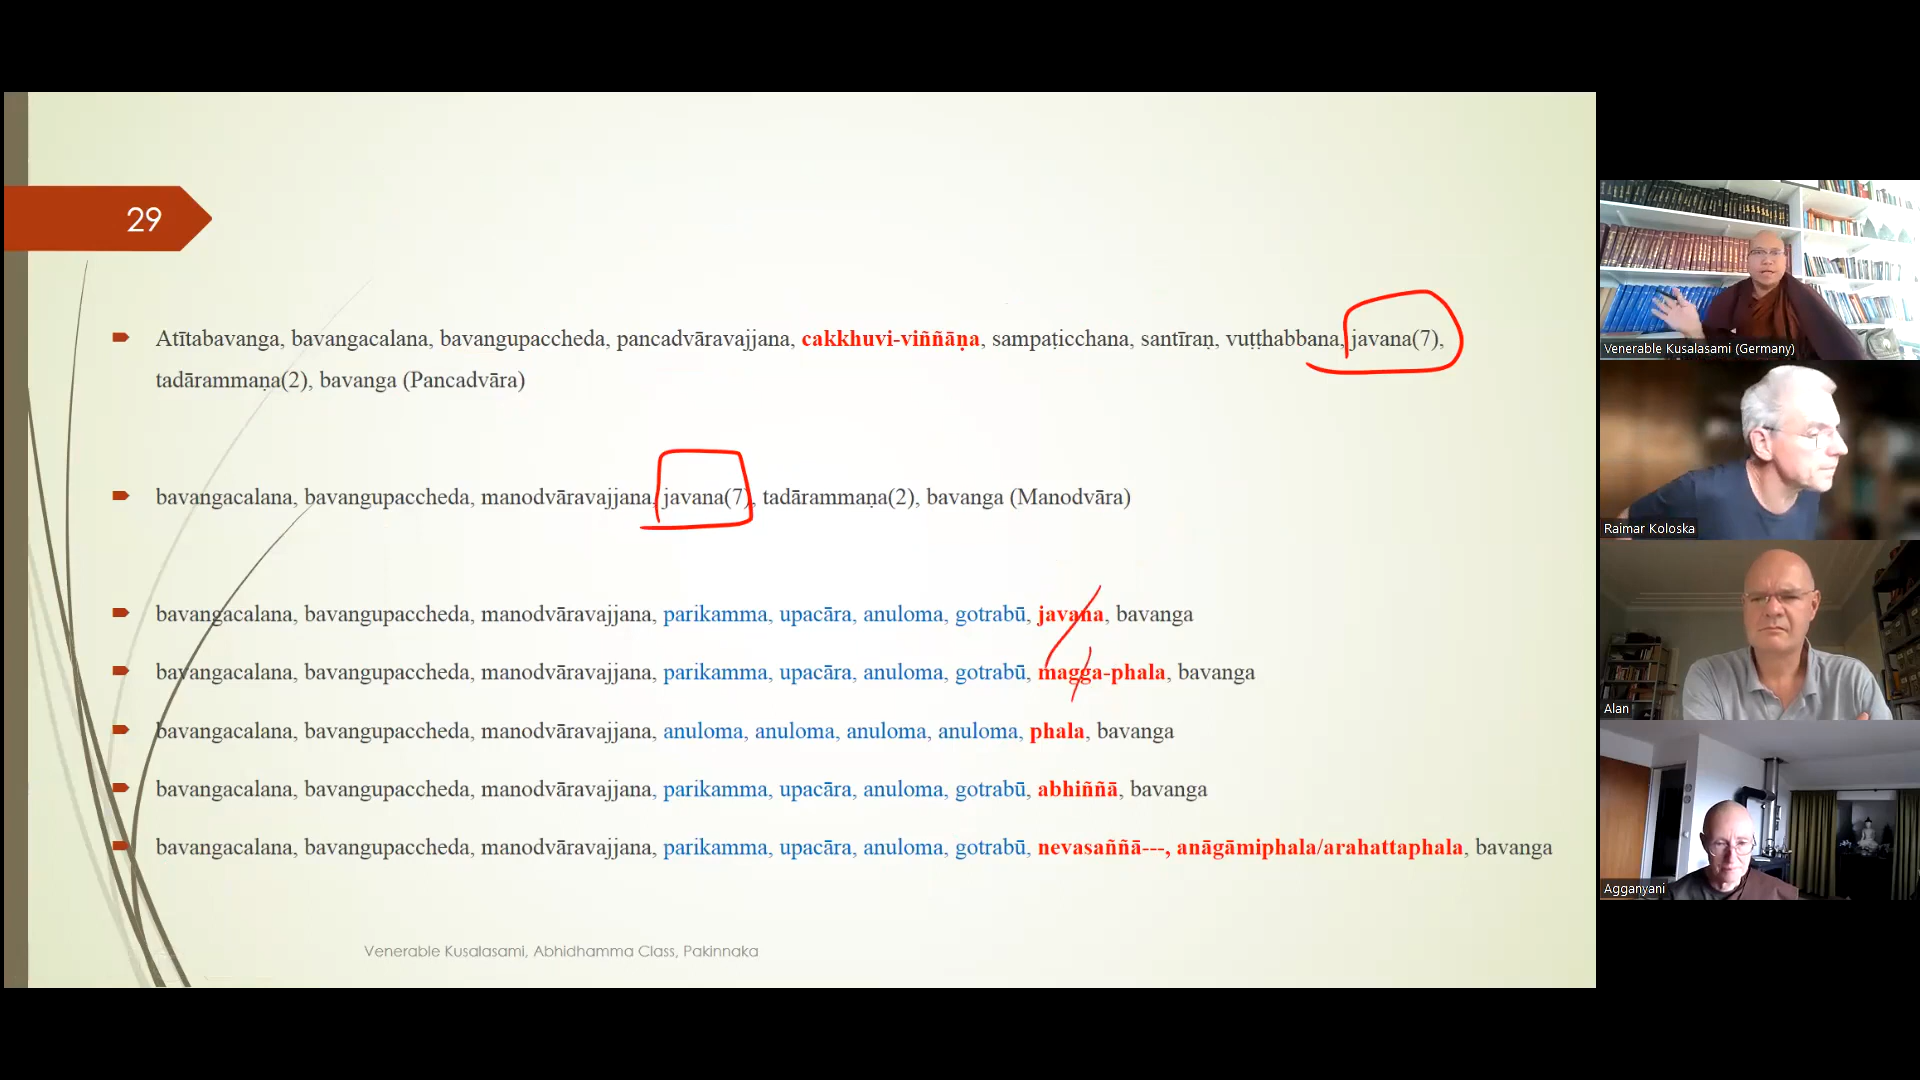 29
Atītabavanga, bavangacalana, bavangupaccheda, pancadvāravajjana, cakkhuvi-viññāṇa, sampaṭicchana, santīraṇ, vuṭṭhabbana, javana(7),
tadārammaṇa(2), bavanga (Pancadvāra)
bavangacalana, bavangupaccheda, manodvāravajjana, javana(7), tadārammaṇa(2), bavanga (Manodvāra)
bavangacalana, bavangupaccheda, manodvāravajjana, parikamma, upacāra, anuloma, gotrabū, javana, bavanga
bavangacalana, bavangupaccheda, manodvāravajjana, parikamma, upacāra, anuloma, gotrabū, magga-phala, bavanga
bavangacalana, bavangupaccheda, manodvāravajjana, anuloma, anuloma, anuloma, anuloma, phala, bavanga
bavangacalana, bavangupaccheda, manodvāravajjana, parikamma, upacāra, anuloma, gotrabū, abhiññā, bavanga
bavangacalana, bavangupaccheda, manodvāravajjana, parikamma, upacāra, anuloma, gotrabū, nevasaññā---, anāgāmiphala/arahattaphala, bavanga
Venerable Kusalasami, Abhidhamma Class, Pakinnaka
Venerable Kusalasami (Germany)
Raimar Koloska
Alan
Agganyani